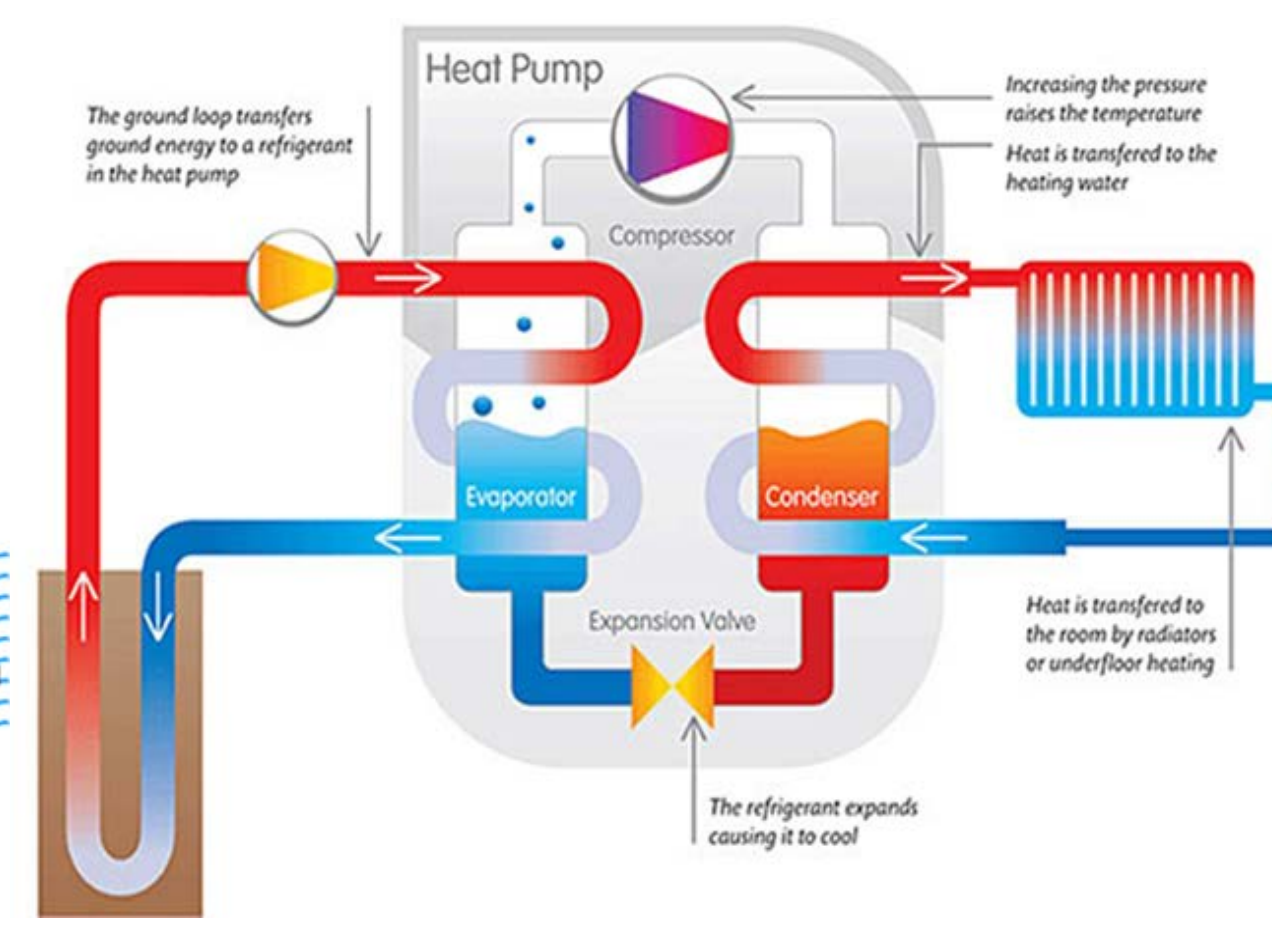 Heat Pump
The ground loop transfers
ground energy to a refrigerant
in the heat pump
Increasing the pressure
raises the temperature
Heat is transfered to the
heating water
Compressor
Evaporator
Condenser
Expansion Valve
Heat is transfered to
the room by radiators
or underfloor heating
The refrigerant expands
causing it to cool